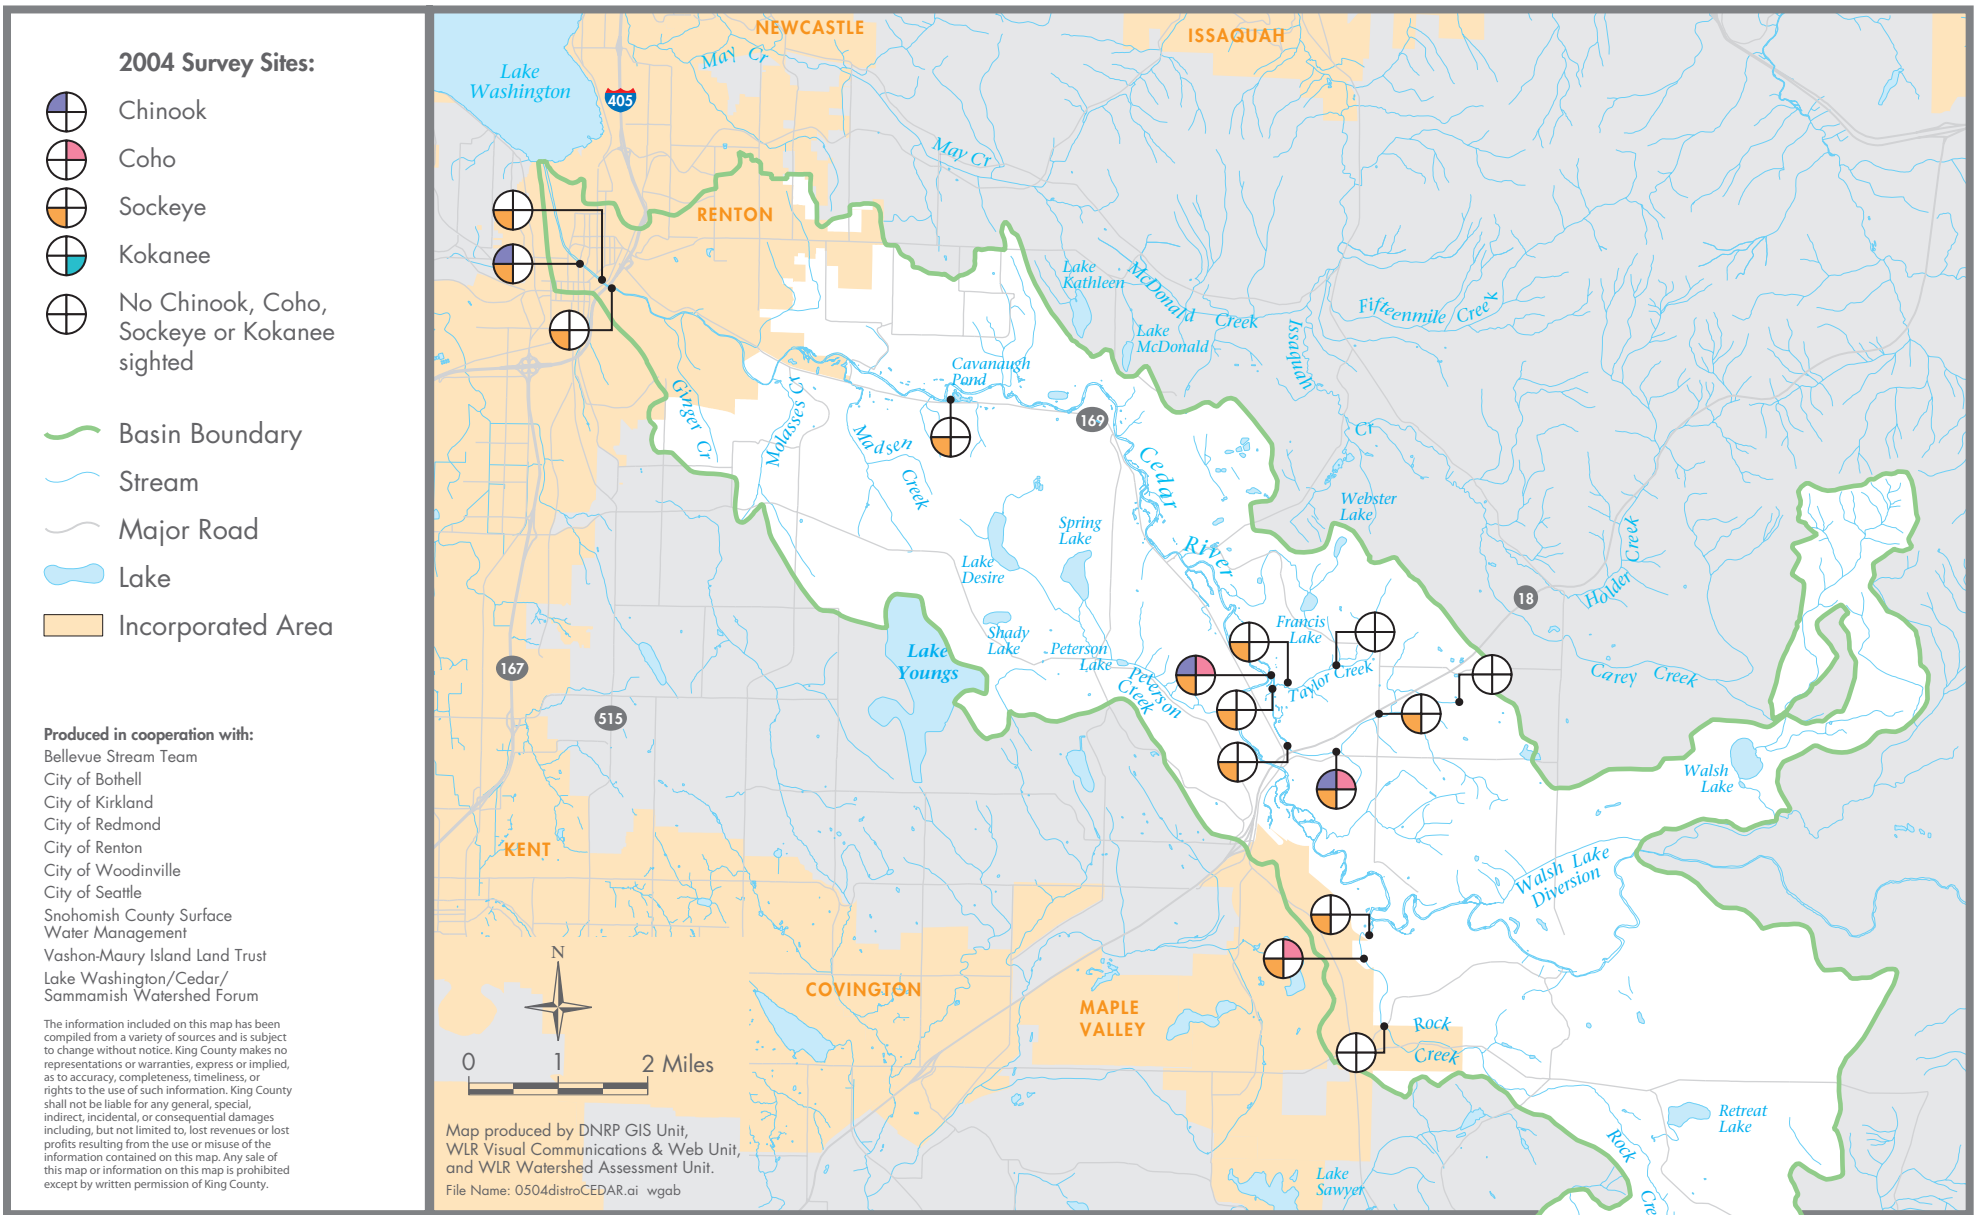 2004 Survey Sites:
Chinook
Coho
Sockeye
Kokanee
No Chinook, Coho,
Sockeye or Kokanee
sighted
Basin Boundary
Stream
Major Road
Lake
Incorporated Area
Produced in cooperation with:
Bellevue Stream Team
City of Bothell
City of Kirkland
City of Redmond
City of Renton
City of Woodinville
City of Seattle
Snohomish County Surface
Water Management
Vashon-Maury Island Land Trust
Lake Washington/Cedar/
Sammamish Watershed Forum
The information included on this map has been
compiled from a variety of sources and is subject
to change without notice. King County makes no
representations or warranties, express or implied,
as to accuracy, completeness, timeliness, or
rights to the use of such information. King County
shall not be liable for any general, special,
indirect, incidental, or consequential damages
including, but not limited to, lost revenues or lost
profits resulting from the use or misuse of the
information contained on this map. Any sale of
this map or information on this map is prohibited
except by written permission of King County.
NEWCASTLE
ISSAQUAH
Lake
Washington
May Cr
405
May Cr
RENTON
Lake
Kathleen
McDonald Creek
Fifteenmile Creek
Issaquah
Lake
McDonald
Cavanaugh
Pond
Ginger Cr
Molasses Cr
Madsen
Creek
169
Cr
Cedar
River
Webster
Lake
Spring
Lake
Lake
Desire
Holder Creek
18
Shady
Lake
Francis
Lake
Peterson
Lake
Lake
Youngs
Peterson
Creek
Taylor Creek
Carey Creek
167
515
Walsh
Lake
KENT
Walsh Lake
Diversion
N
COVINGTON
MAPLE
VALLEY
Rock
Creek
0 1 2 Miles
Retreat
Lake
Rock
Cre
Lake
Sawyer
Map produced by DNRP GIS Unit,
WLR Visual Communications & Web Unit,
and WLR Watershed Assessment Unit.
File Name: 0504distroCEDAR.ai wgab